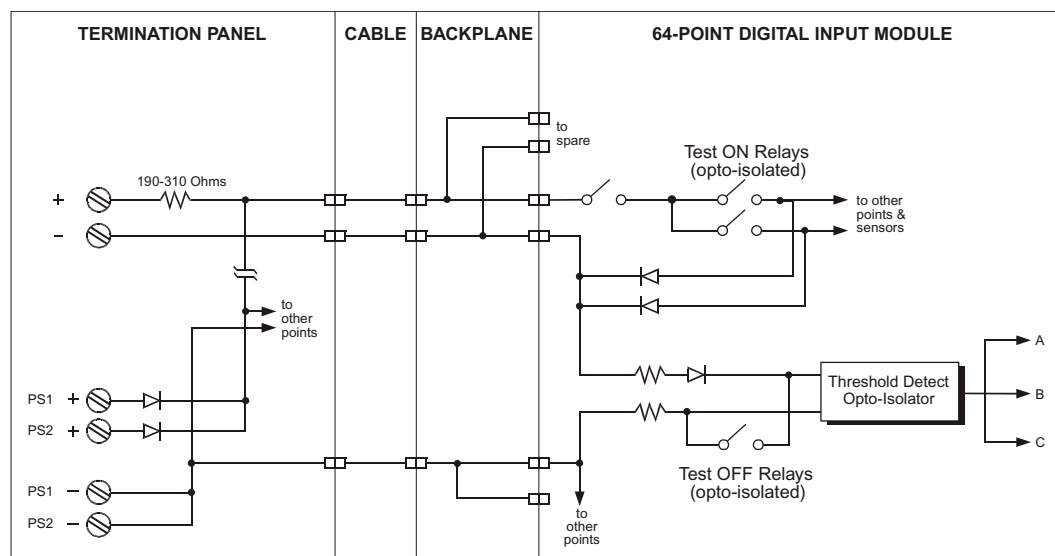 TERMINATION PANEL
CABLE
BACKPLANE
64-POINT DIGITAL INPUT MODULE
to
spare
Test ON Relays
(opto-isolated)
190-310 Ohms
+
−
to other
points &
sensors
to
other
points
PS1 +
PS2 +
PS1 −
PS2 −
Threshold Detect
Opto-Isolator
A
B
C
Test OFF Relays
(opto-isolated)
to
other
points